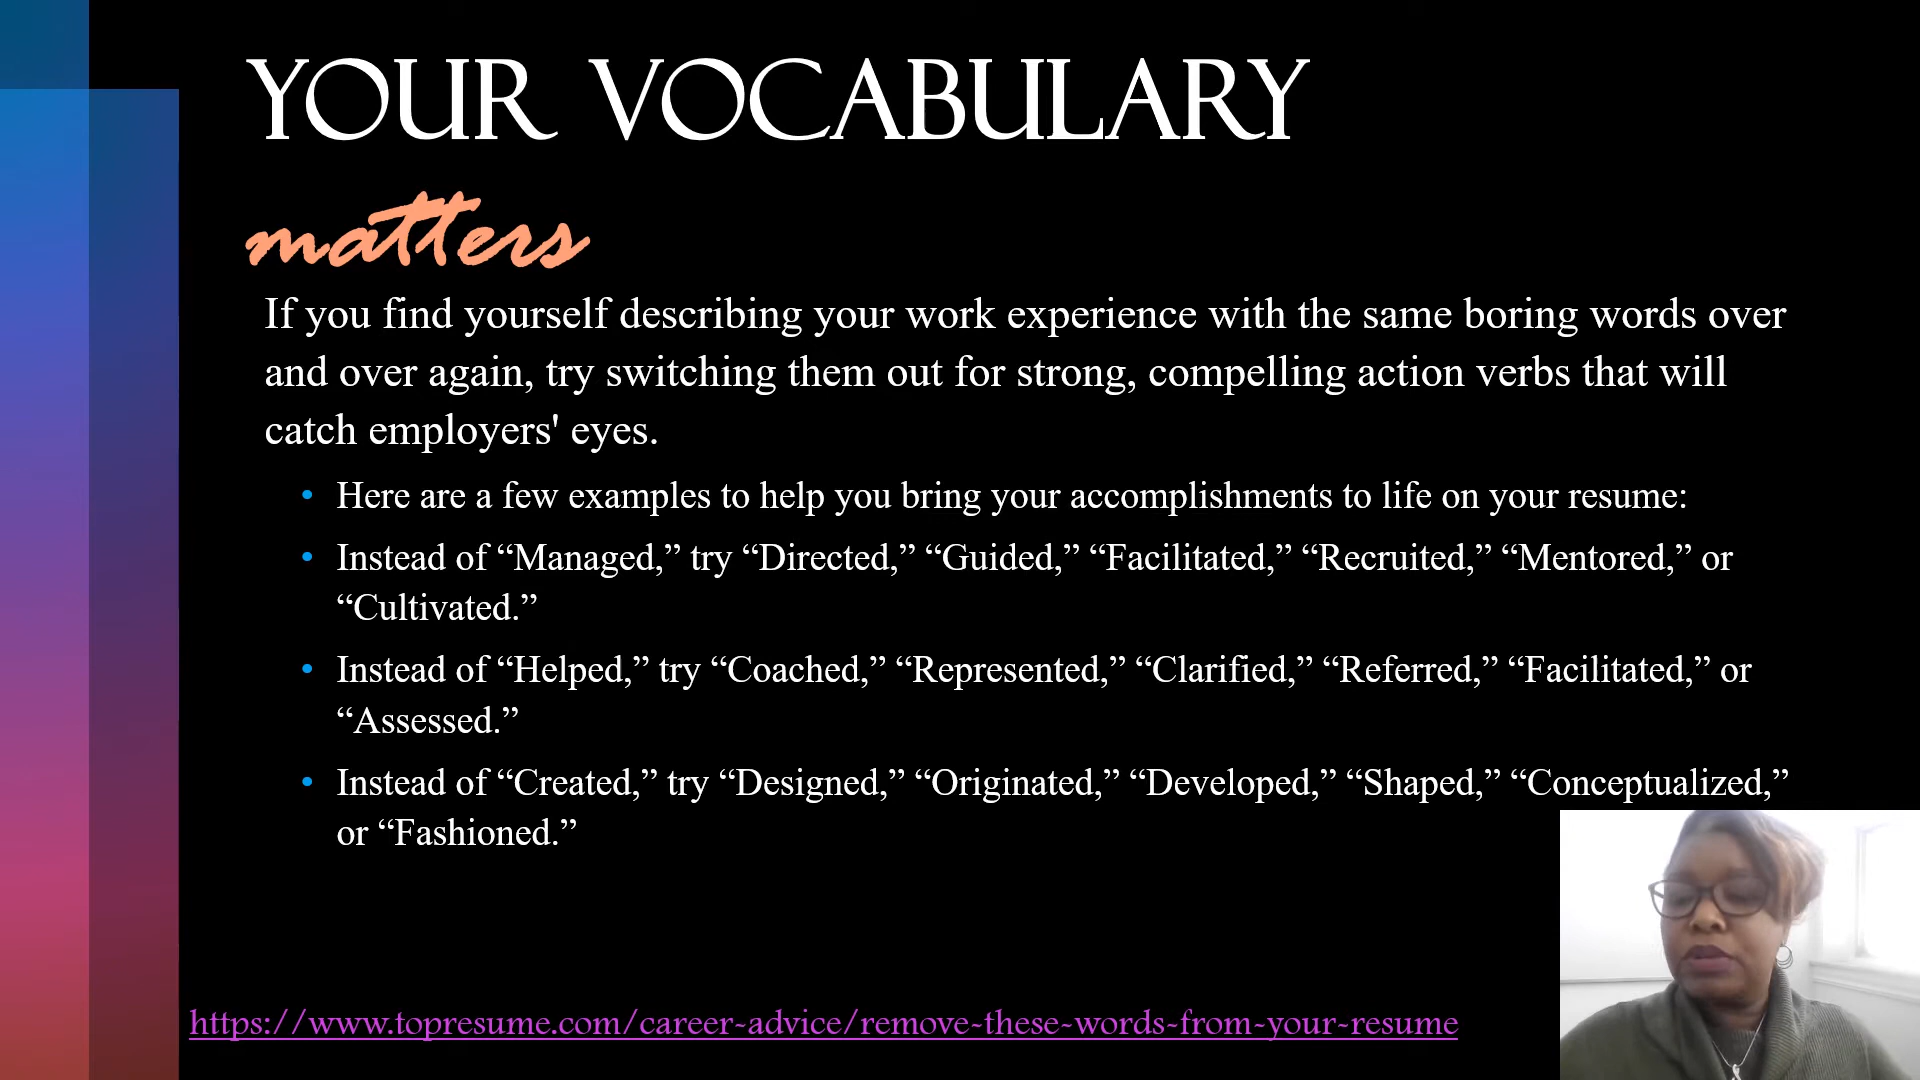 YOUR VOCABULARY
matters
If you find yourself describing your work experience with the same boring words over
and over again, try switching them out for strong, compelling action verbs that will
catch employers' eyes.
• Here are a few examples to help you bring your accomplishments to life on your resume:
• Instead of “Managed,” try “Directed,” “Guided,” “Facilitated,” “Recruited,” “Mentored,” or
“Cultivated.”
• Instead of “Helped,” try “Coached,” “Represented,” “Clarified,” “Referred,” “Facilitated,” or
“Assessed.”
• Instead of “Created,” try “Designed,” “Originated,” “Developed,” “Shaped,” “Conceptualized,”
or “Fashioned.”
https://www.topresume.com/career-advice/remove-these-words-from-your-resume